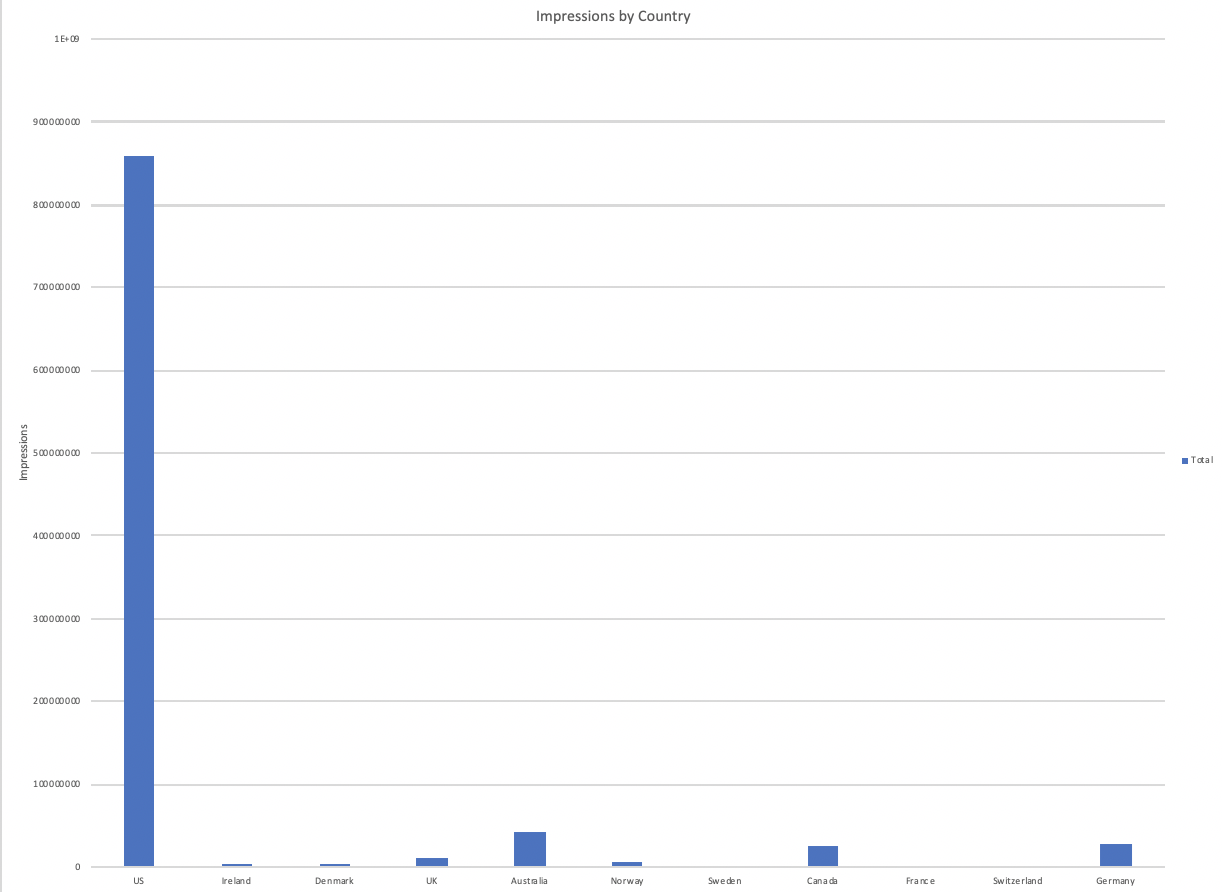 Impressions by Country
1E+09
900000000
800000000
700000000
600000000
500000000
400000000
300000000
200000000
100000000
0
Impressions
US
Ireland
Denmark
UK
Australia
Norway
Sweden
Canada
France
Switzerland
Germany
Total